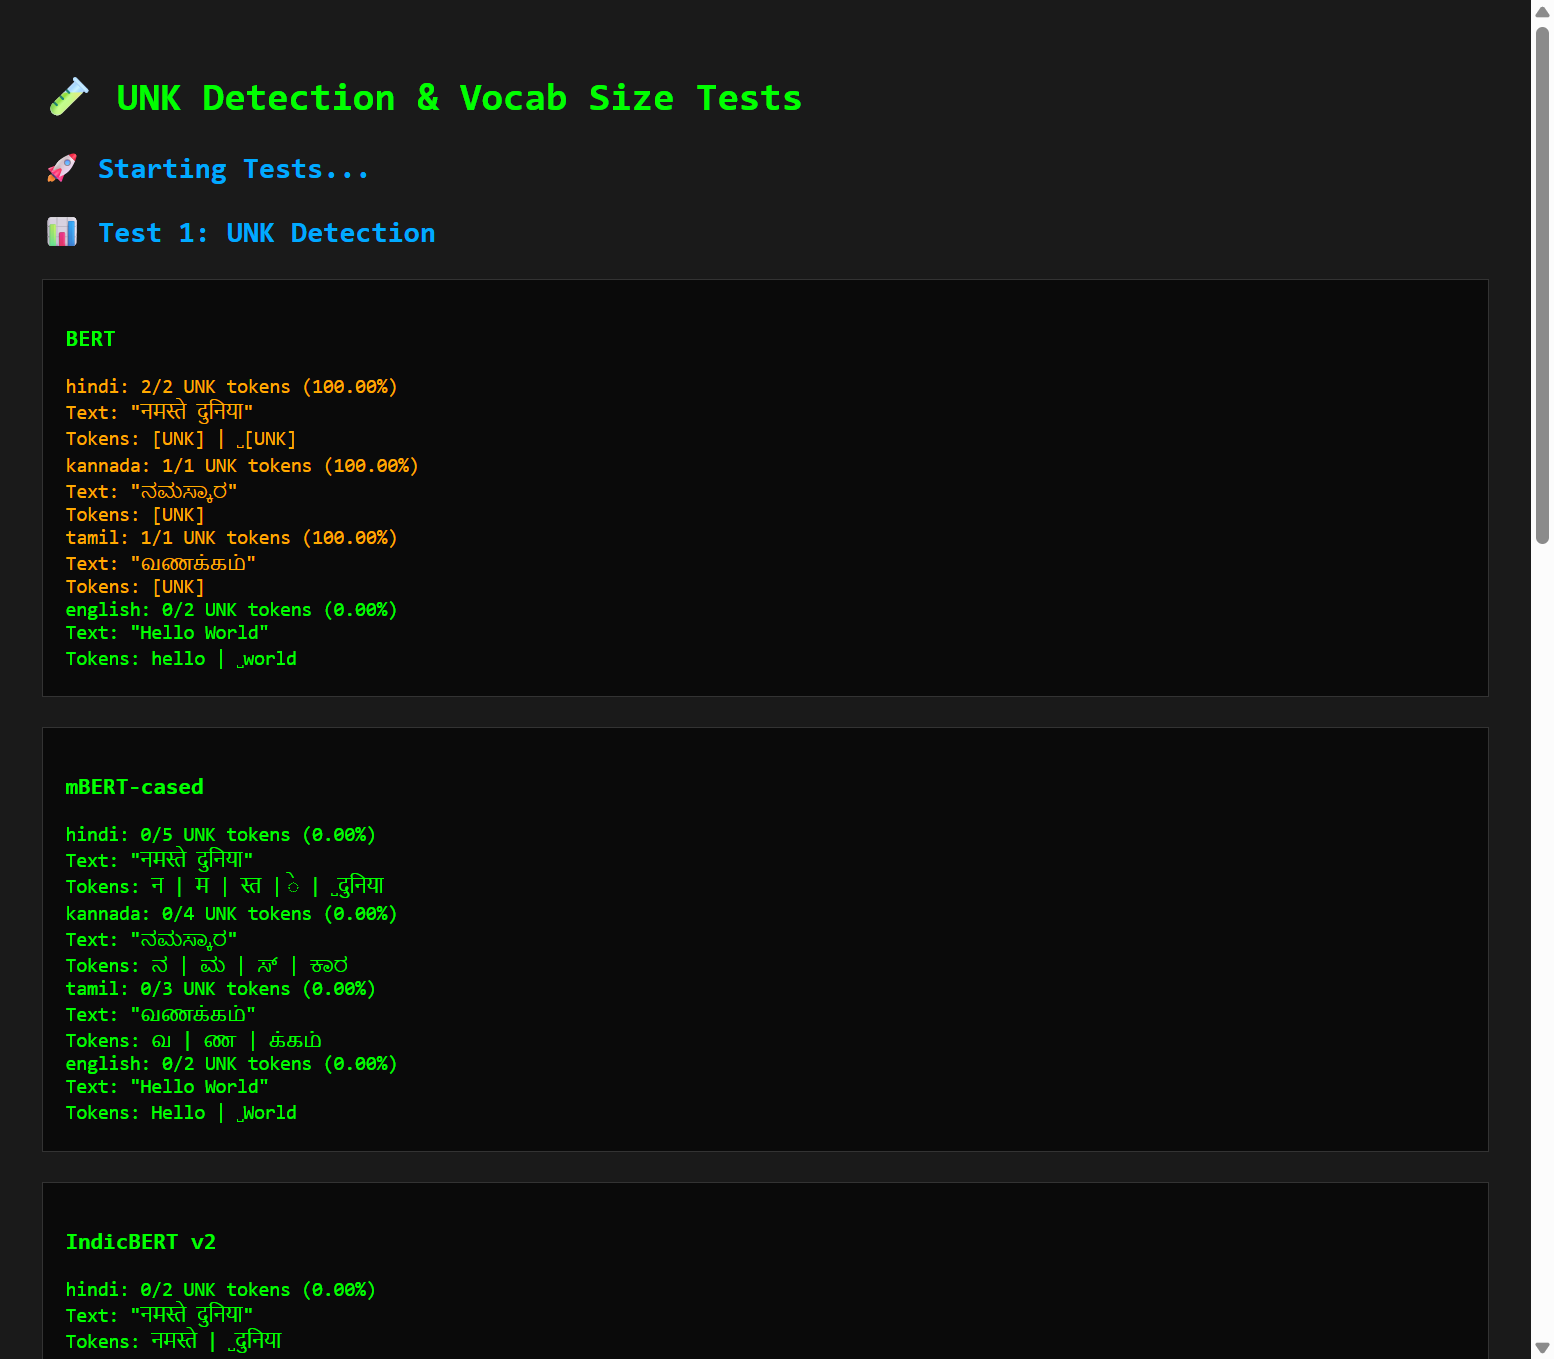 🧪 UNK Detection & Vocab Size Tests
🚀 Starting Tests...
📊 Test 1: UNK Detection
BERT
hindi: 2/2 UNK tokens (100.00%)
Text: "नमस्ते दुनिया"
Tokens: [UNK] | ˽[UNK]
kannada: 1/1 UNK tokens (100.00%)
Text: "ನಮಸ್ಕಾರ"
Tokens: [UNK]
tamil: 1/1 UNK tokens (100.00%)
Text: "வணக்கம்"
Tokens: [UNK]
english: 0/2 UNK tokens (0.00%)
Text: "Hello World"
Tokens: hello | ˽world
mBERT-cased
hindi: 0/5 UNK tokens (0.00%)
Text: "नमस्ते दुनिया"
Tokens: न | म | स्त | े | ˽दुनिया
kannada: 0/4 UNK tokens (0.00%)
Text: "ನಮಸ್ಕಾರ"
Tokens: ನ | ಮ | ಸ್ | ಕಾರ
tamil: 0/3 UNK tokens (0.00%)
Text: "வணக்கம்"
Tokens: வ | ண | க்கம்
english: 0/2 UNK tokens (0.00%)
Text: "Hello World"
Tokens: Hello | ˽World
IndicBERT v2
hindi: 0/2 UNK tokens (0.00%)
Text: "नमस्ते दुनिया"
Tokens: नमस्ते | ˽दुनिया